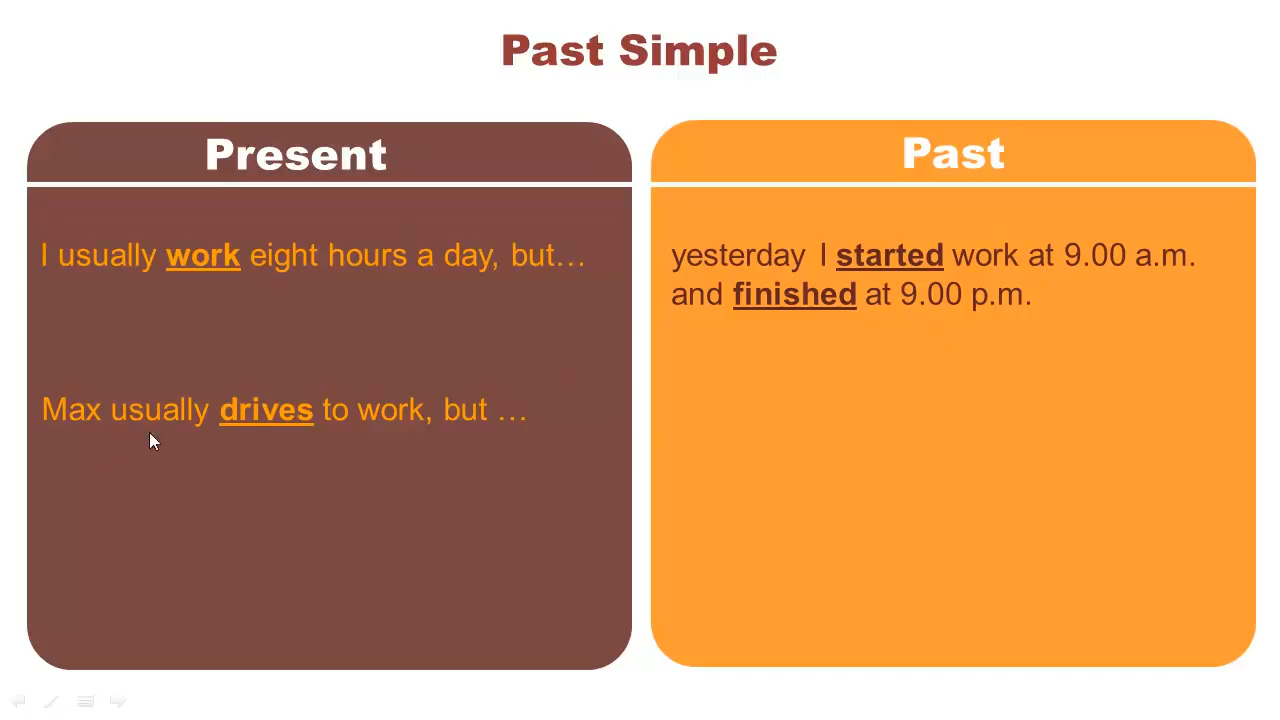 Past Simple
Present
I usually work eight hours a day, but…
Max usually drives to work, but …
Past
yesterday I started work at 9.00 a.m.
and finished at 9.00 p.m.